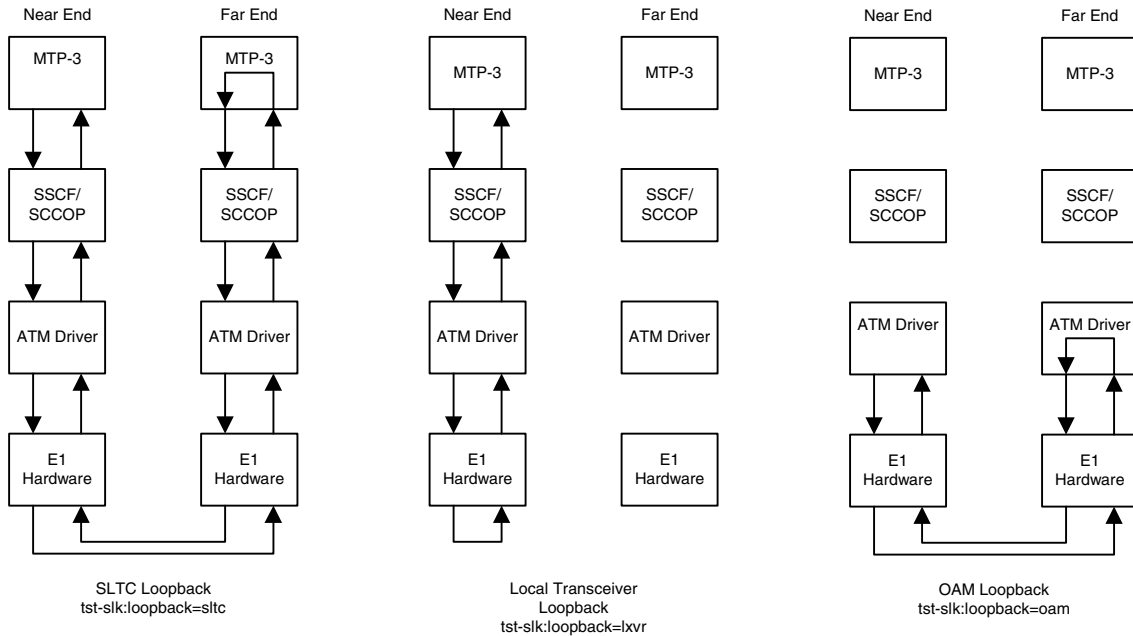 Near End
Far End
MTP-3
MTP-3
SSCF/
SCCOP
SSCF/
SCCOP
ATM Driver
ATM Driver
E1
Hardware
E1
Hardware
SLTC Loopback
tst-slk:loopback=sltc
Near End
Far End
MTP-3
MTP-3
SSCF/
SCCOP
SSCF/
SCCOP
ATM Driver
ATM Driver
E1
Hardware
E1
Hardware
Local Transceiver
Loopback
tst-slk:loopback=lxvr
Near End
Far End
MTP-3
MTP-3
SSCF/
SCCOP
SSCF/
SCCOP
ATM Driver
ATM Driver
E1
Hardware
E1
Hardware
OAM Loopback
tst-slk:loopback=oam